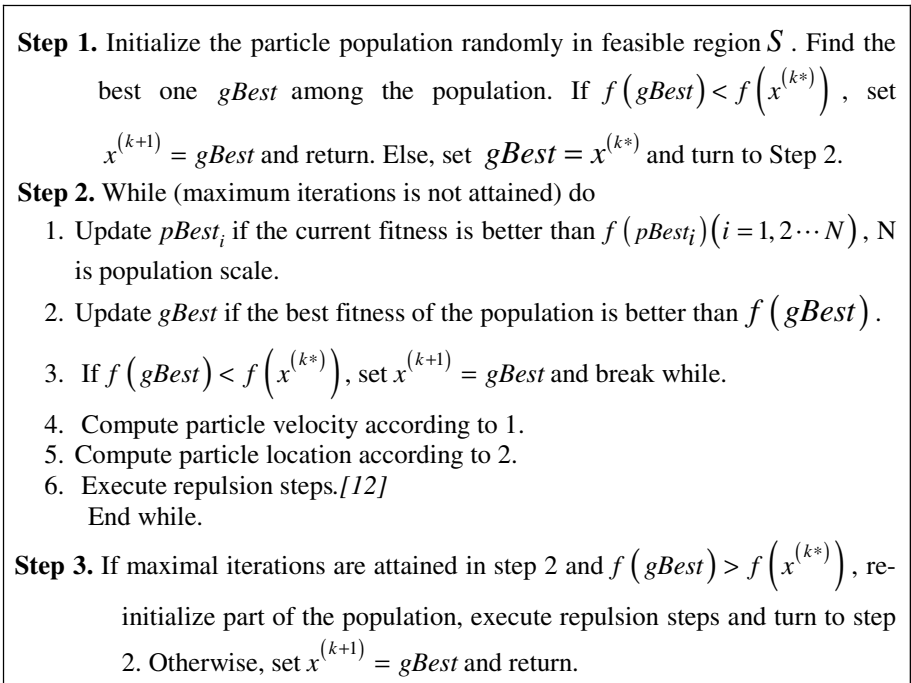 Step 1. Initialize the particle population randomly in feasible region S . Find the
best one gBest among the population. If f(gBest) < f(x^(k*)) , set
x^(k+1) = gBest and return. Else, set gBest = x^(k*) and turn to Step 2.
Step 2. While (maximum iterations is not attained) do
1. Update pBest_i if the current fitness is better than f(pBest_i)(i = 1, 2⋯N) , N
is population scale.
2. Update gBest if the best fitness of the population is better than f(gBest) .
3. If f(gBest) < f(x^(k*)) , set x^(k+1) = gBest and break while.
4. Compute particle velocity according to 1.
5. Compute particle location according to 2.
6. Execute repulsion steps.[12]
End while.
Step 3. If maximal iterations are attained in step 2 and f(gBest) > f(x^(k*)) , re-
initialize part of the population, execute repulsion steps and turn to step
2. Otherwise, set x^(k+1) = gBest and return.